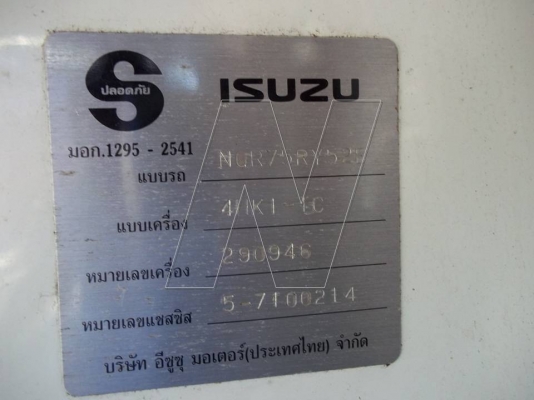 ปลอดภัย
ISUZU
มอก.1295 - 2541
แบบรถ
แบบเครื่อง 4HK1
หมายเลขเครื่อง 290946
หมายเลขแชสซิส 5-7100214
บริษัท อีซูซุ มอเตอร์(ประเทศไทย) จำกัด